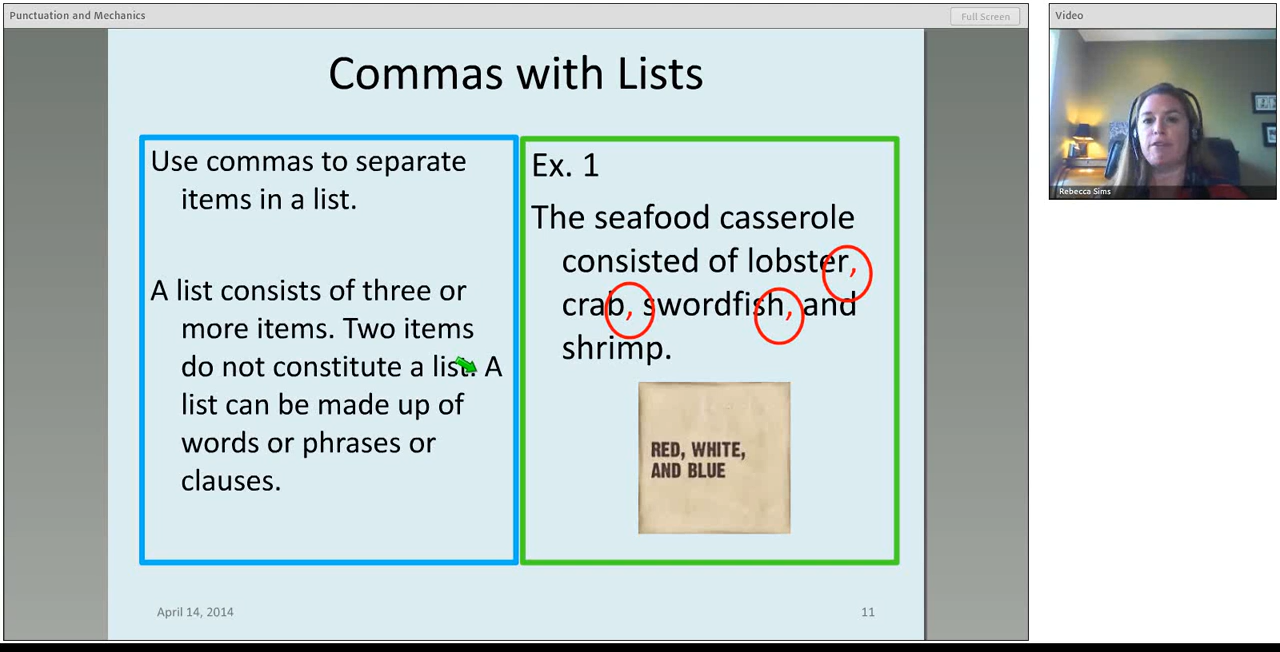 Punctuation and Mechanics
Full Screen
Video
Commas with Lists
Use commas to separate
items in a list.
A list consists of three or
more items. Two items
do not constitute a list. A
list can be made up of
words or phrases or
clauses.
Ex. 1
The seafood casserole
consisted of lobster,
crab, swordfish, and
shrimp.
RED, WHITE,
AND BLUE
April 14, 2014
11
Rebecca Sims